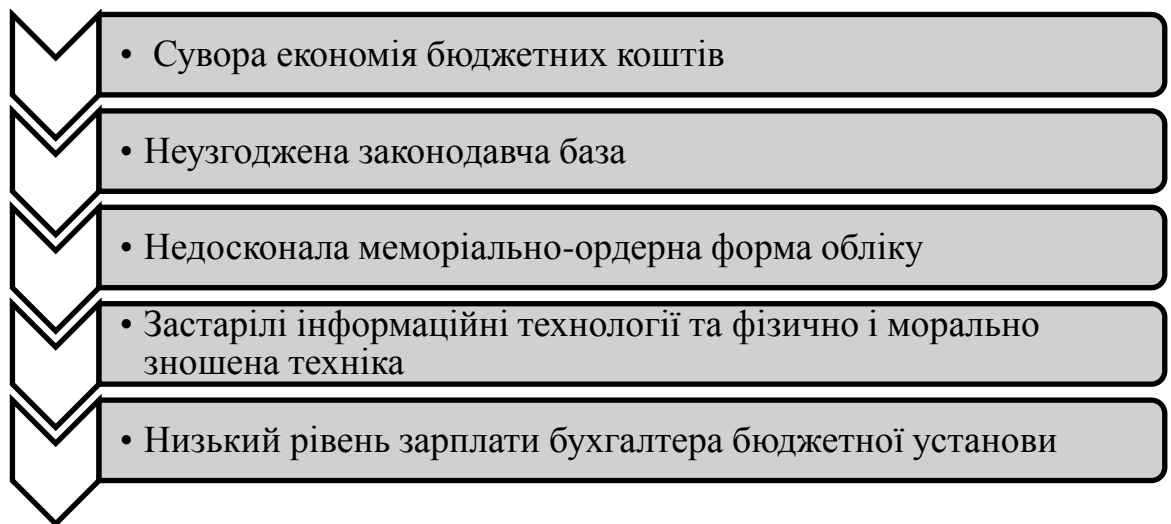 • Сувора економія бюджетних коштів
• Неузгоджена законодавча база
• Недосконала меморіально-ордерна форма обліку
• Застарілі інформаційні технології та фізично і морально
зношена техніка
• Низький рівень зарплати бухгалтера бюджетної установи